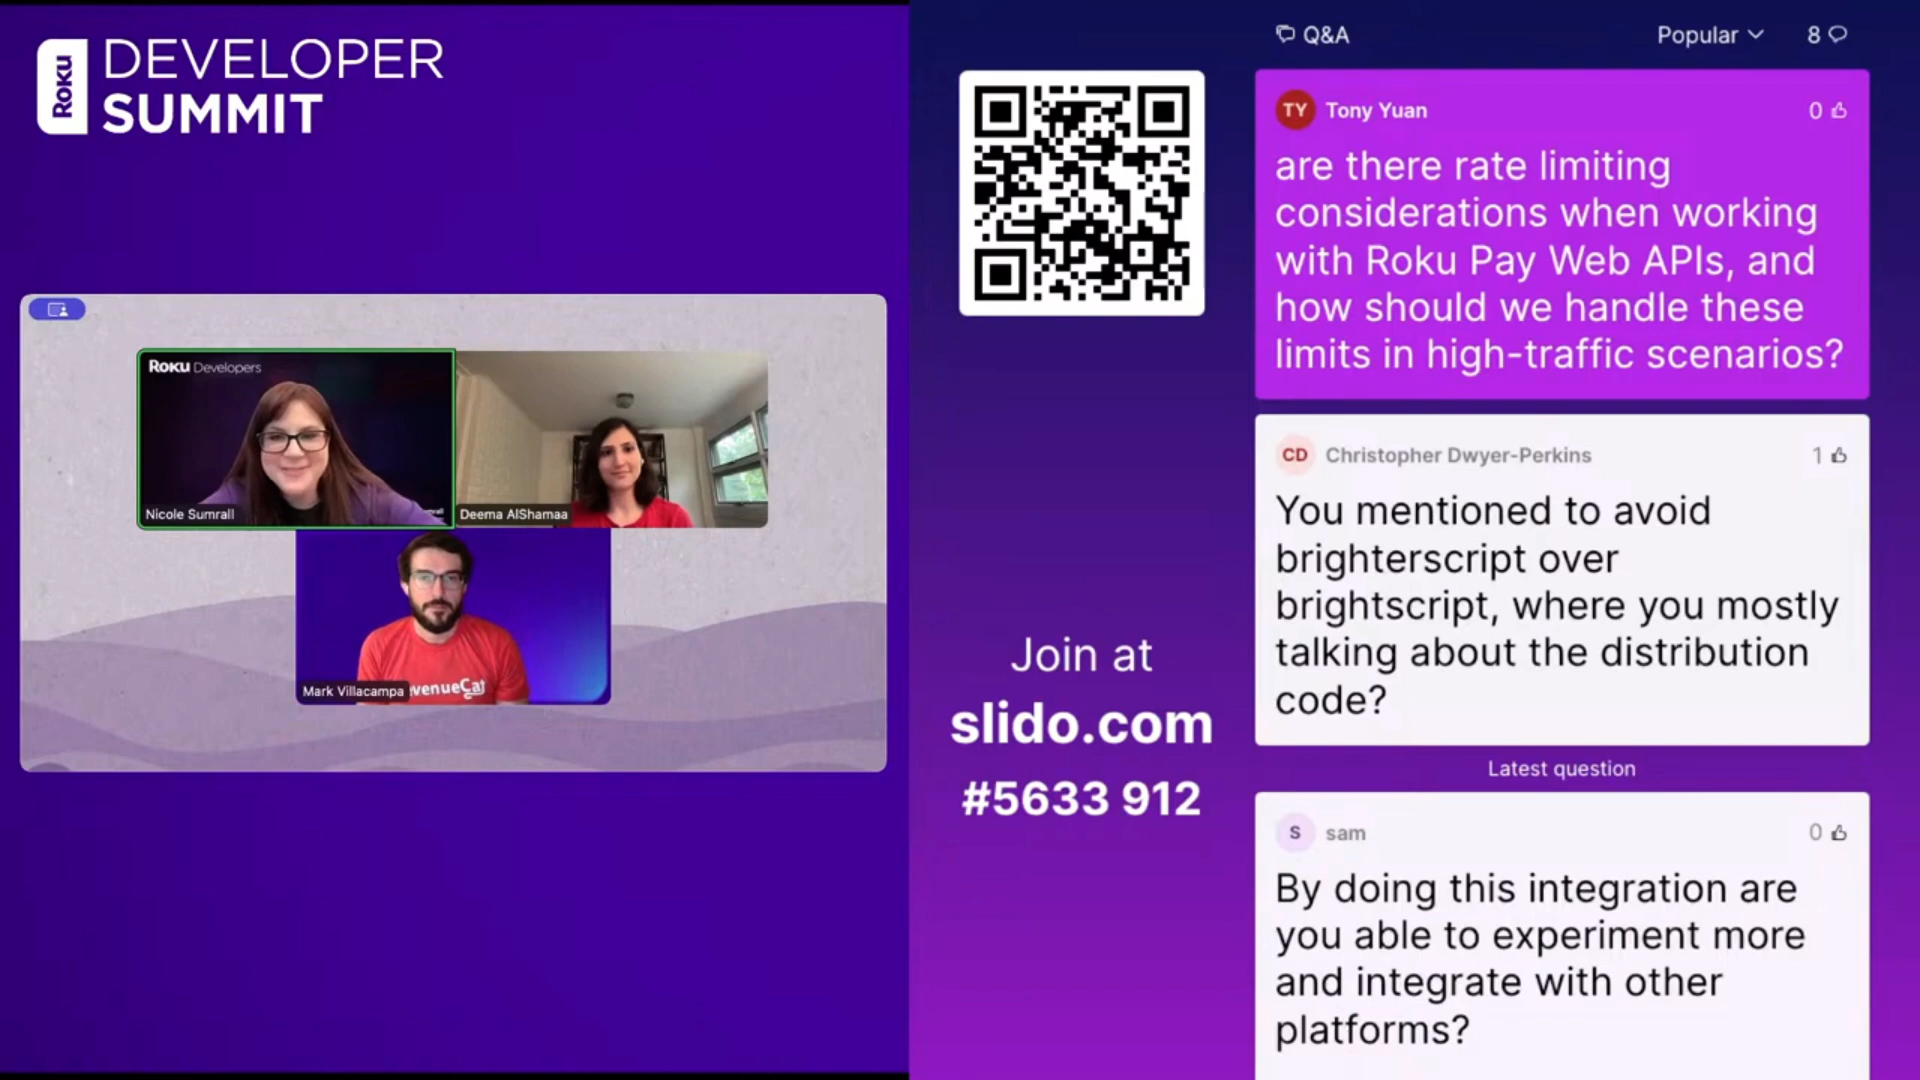 Roku
DEVELOPER
SUMMIT
ROKU Developers
Nicole Sumrall
Deema AlShamaa
Mark Villacampa
venueCat
Join at
slido.com
#5633 912
Q&A
Popular
8
TY
Tony Yuan
0
are there rate limiting
considerations when working
with Roku Pay Web APIs, and
how should we handle these
limits in high-traffic scenarios?
CD
Christopher Dwyer-Perkins
1
You mentioned to avoid
brighterscript over
brightscript, where you mostly
talking about the distribution
code?
Latest question
S
sam
0
By doing this integration are
you able to experiment more
and integrate with other
platforms?